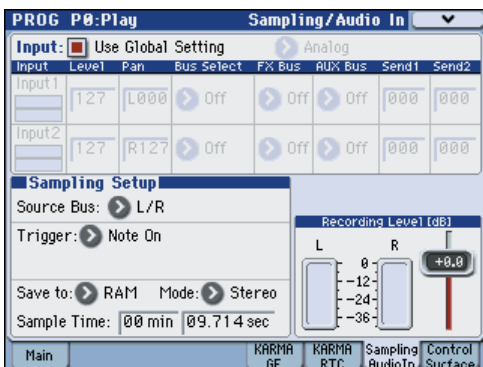 PROG P0:Play Sampling/Audio In
Input: Use Global Setting Analog
Input Level Pan Bus Select FX Bus AUX Bus Send1 Send2
Input1 127 L000 Off Off Off 000 000
Input2 127 R127 Off Off Off 000 000
Sampling Setup
Source Bus: L/R
Trigger: Note On
Save to: RAM Mode: Stereo
Sample Time: 00 min 09.714 sec
Recording Level [dB]
L R
0
-12
-24
-36
+0.0
Main
KARMA GE
KARMA RTC
Sampling AudioIn
Control Surface